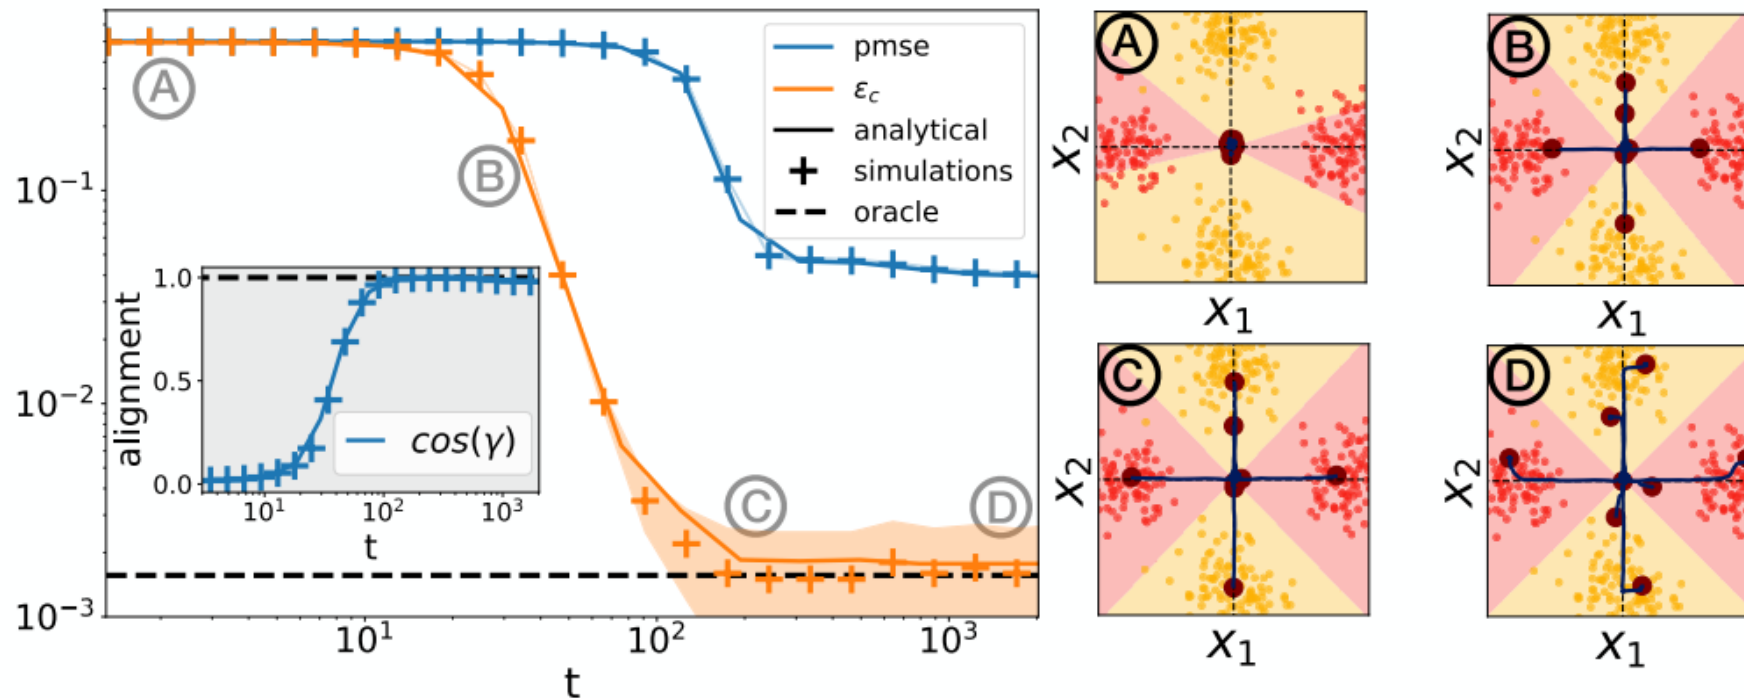 pmse
ε_c
analytical
simulations
oracle
A
B
C
D
10^{-1}
10^{-2}
10^{-3}
10^1
10^2
10^3
t
alignment
1.0
0.5
0.0
cos(γ)
10^1
10^2
10^3
t
A
x_2
x_1
B
x_2
x_1
C
x_2
x_1
D
x_2
x_1